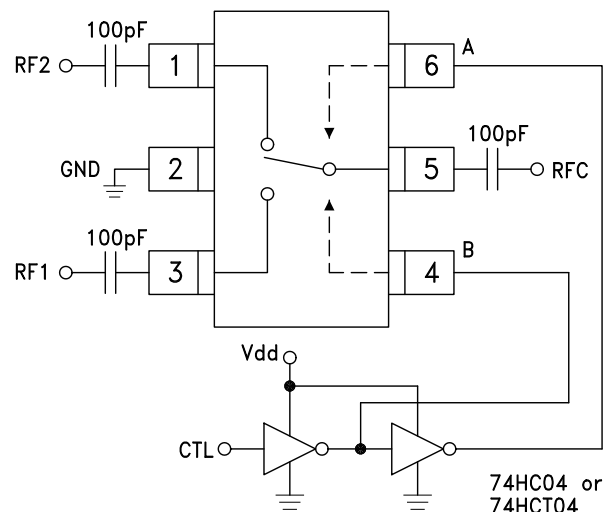 100pF
RF2
1
6
A
GND
2
5
100pF
RFC
100pF
RF1
3
4
B
Vdd
CTL
74HC04 or
74HCT04